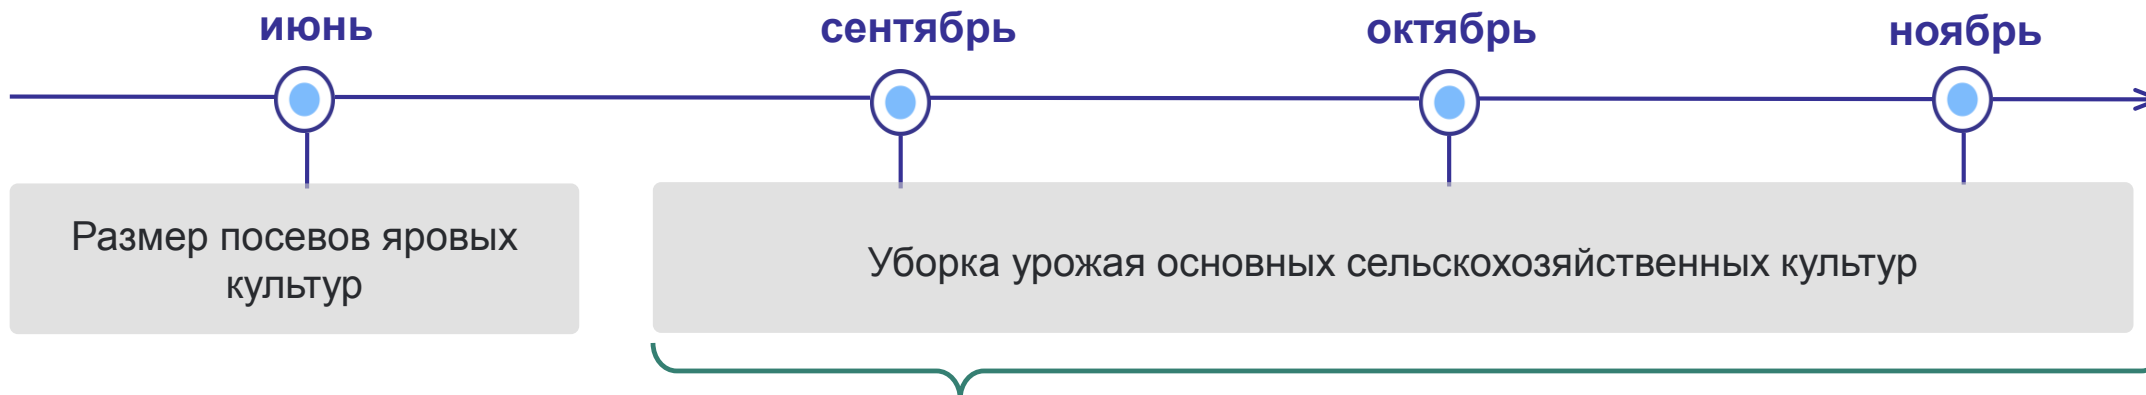 июнь
сентябрь
октябрь
ноябрь
Размер посевов яровых
культур
Уборка урожая основных сельскохозяйственных культур